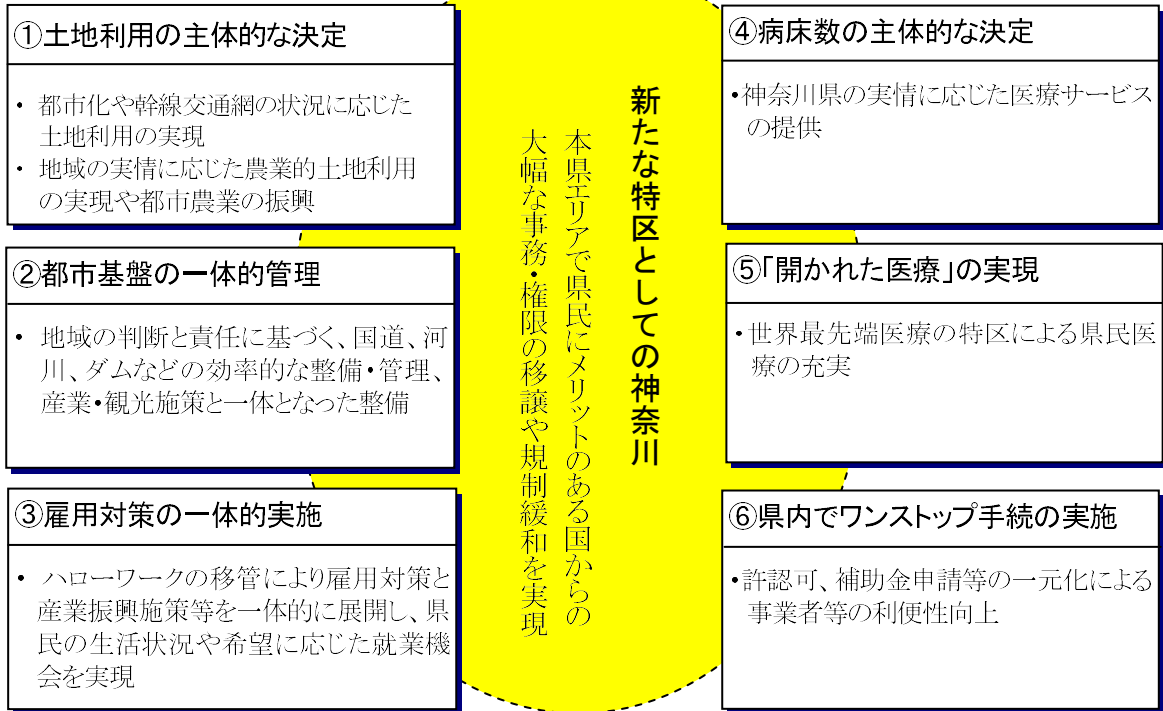 ①土地利用の主体的な決定
・ 都市化や幹線交通網の状況に応じた
土地利用の実現
・ 地域の実情に応じた農業的土地利用
の実現や都市農業の振興
②都市基盤の一体的管理
・ 地域の判断と責任に基づく、国道、河
川、ダムなどの効率的な整備・管理、
産業・観光施策と一体となった整備
③雇用対策の一体的実施
・ ハローワークの移管により雇用対策と
産業振興施策等を一体的に展開し、県
民の生活状況や希望に応じた就業機
会を実現
新たな特区としての神奈川
本県エリアで県民にメリットのある国からの
大幅な事務・権限の移譲や規制緩和を実現
④病床数の主体的な決定
・神奈川県の実情に応じた医療サービス
の提供
⑤「開かれた医療」の実現
・世界最先端医療の特区による県民医
療の充実
⑥県内でワンストップ手続の実施
・許認可、補助金申請等の一元化による
事業者等の利便性向上